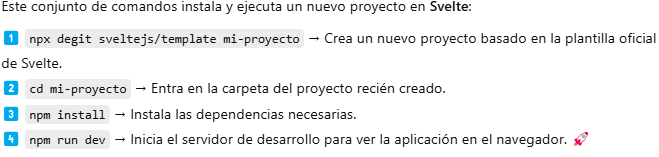 Este conjunto de comandos instala y ejecuta un nuevo proyecto en Svelte:
1 npx degit sveltejs/template mi-proyecto → Crea un nuevo proyecto basado en la plantilla oficial
de Svelte.
2 cd mi-proyecto → Entra en la carpeta del proyecto recién creado.
3 npm install → Instala las dependencias necesarias.
4 npm run dev → Inicia el servidor de desarrollo para ver la aplicación en el navegador. 🚀